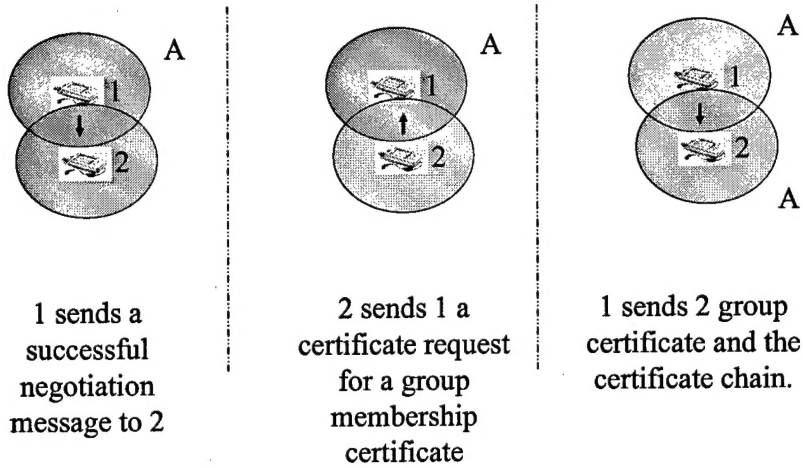 A
1
2
1 sends a
successful
negotiation
message to 2
A
1
2
2 sends 1 a
certificate request
for a group
membership
certificate
A
1
2
A
1 sends 2 group
certificate and the
certificate chain.